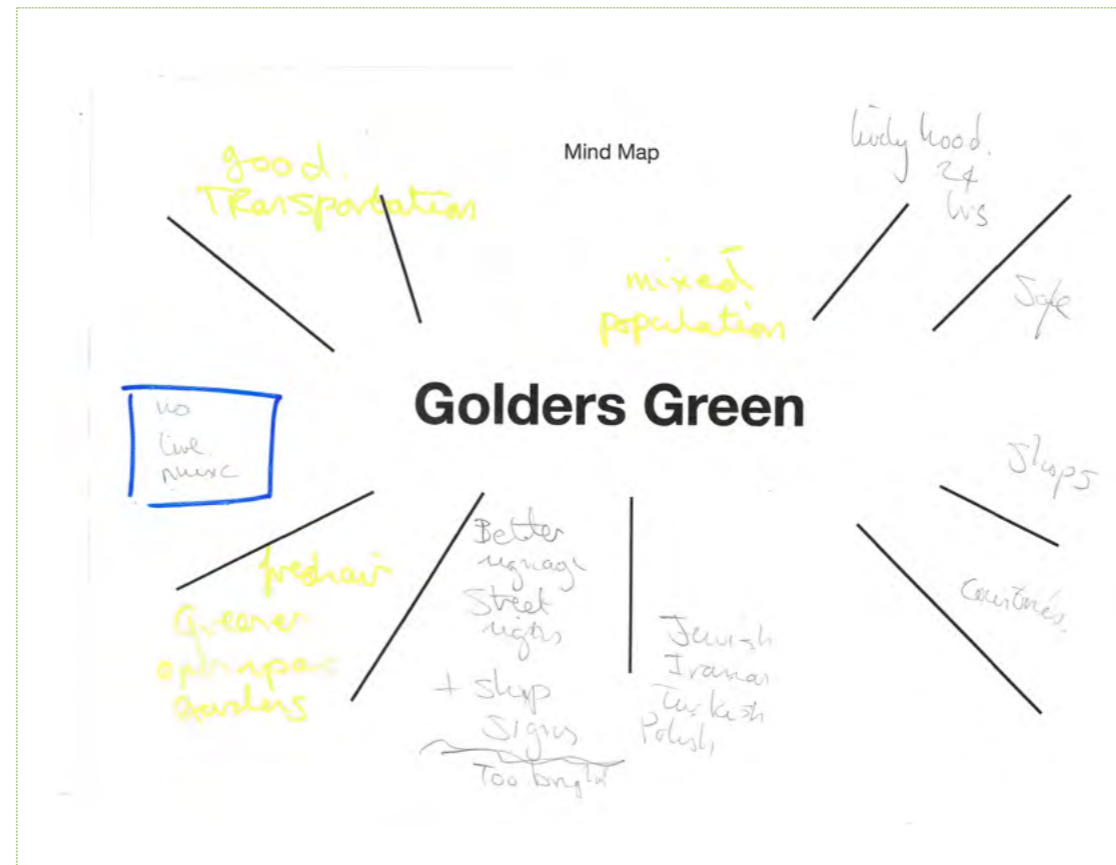 Mind Map
good.
TRansportation
lively hood.
24
hrs
mixed
population
Safe
Golders Green
no
live
music
Shops
Countries.
fresh air
Greener
open space
gardens
Better
signage
Street
signs
+ shop
signs
Too bright
Jewish
Iranian
Turkish
Polish